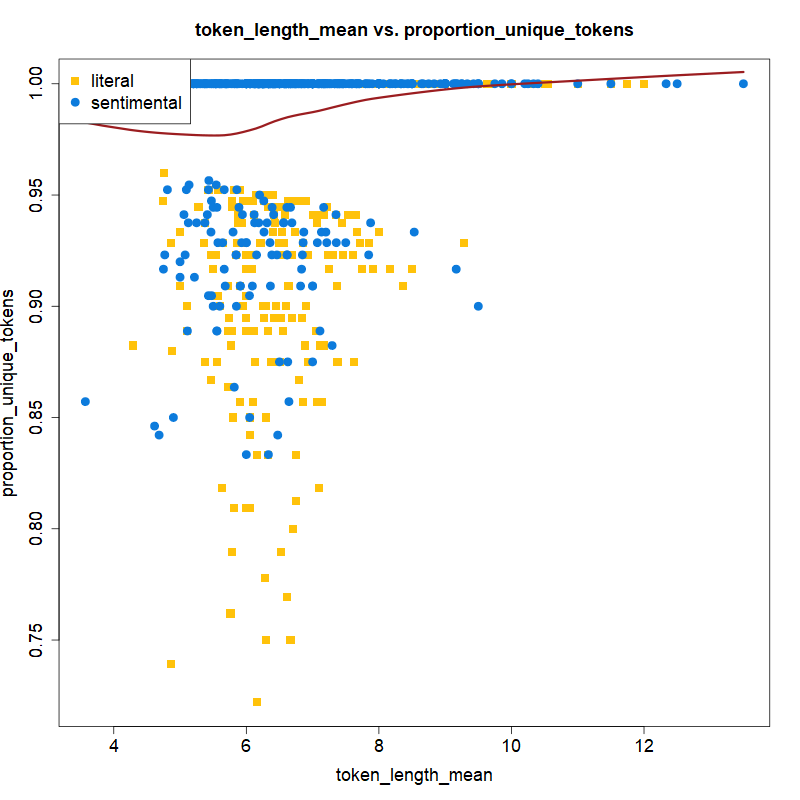 token_length_mean vs. proportion_unique_tokens
literal
sentimental
proportion_unique_tokens
1.00
0.95
0.90
0.85
0.80
0.75
4 6 8 10 12
token_length_mean